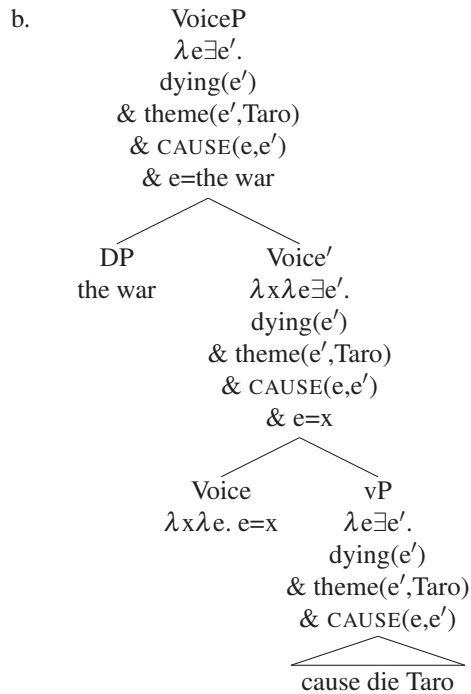 b. VoiceP
λe∃e′.
dying(e′)
& theme(e′,Taro)
& CAUSE(e,e′)
& e=the war
DP Voice′
the war λxλe∃e′.
dying(e′)
& theme(e′,Taro)
& CAUSE(e,e′)
& e=x
Voice vP
λxλe. e=x λe∃e′.
dying(e′)
& theme(e′,Taro)
& CAUSE(e,e′)
cause die Taro